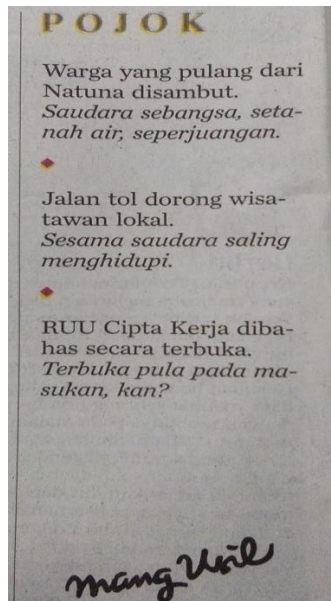 POJOK
Warga yang pulang dari
Natuna disambut.
Saudara sebangsa, seta-
nah air, seperjuangan.
Jalan tol dorong wisa-
tawan lokal.
Sesama saudara saling
menghidupi.
RUU Cipta Kerja diba-
has secara terbuka.
Terbuka pula pada ma-
sukan, kan?
mang Usil